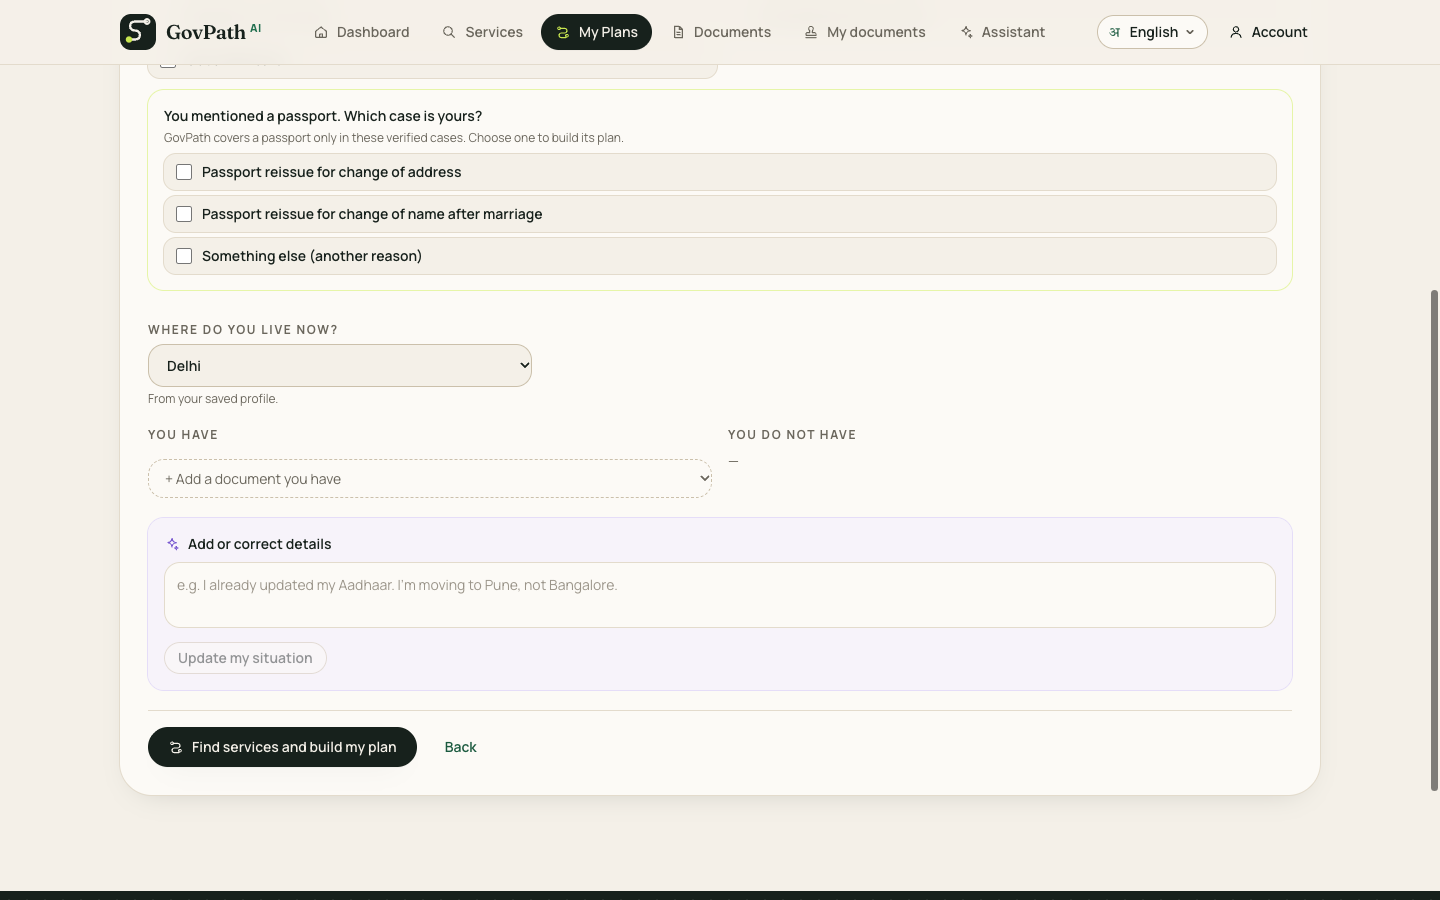 GovPath AI
Dashboard
Services
My Plans
Documents
My documents
Assistant
अ English
Account
You mentioned a passport. Which case is yours?
GovPath covers a passport only in these verified cases. Choose one to build its plan.
Passport reissue for change of address
Passport reissue for change of name after marriage
Something else (another reason)
WHERE DO YOU LIVE NOW?
Delhi
From your saved profile.
YOU HAVE
+ Add a document you have
YOU DO NOT HAVE
—
Add or correct details
e.g. I already updated my Aadhaar. I'm moving to Pune, not Bangalore.
Update my situation
Find services and build my plan
Back